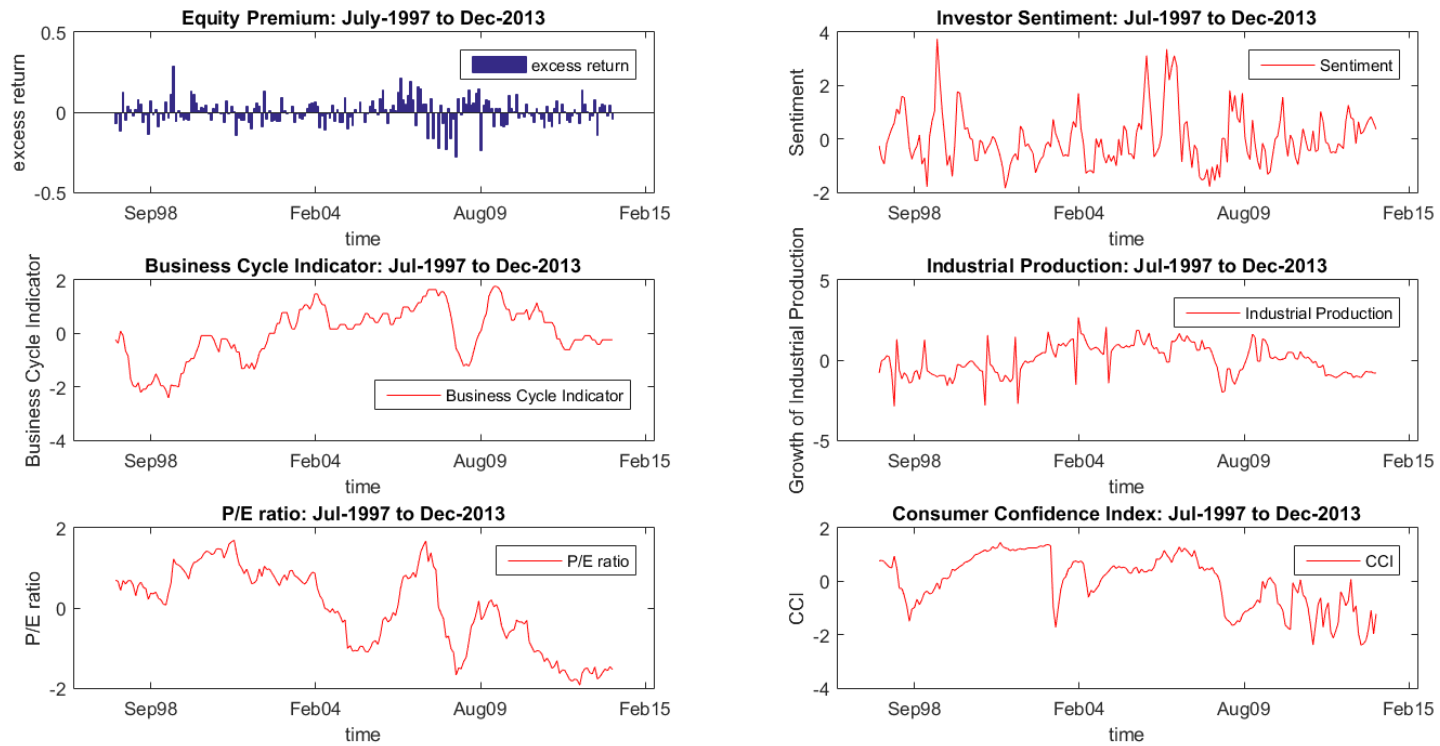 Equity Premium: July-1997 to Dec-2013
0.5
0
-0.5
excess return
excess return
Sep98
Feb04
Aug09
Feb15
time
Investor Sentiment: Jul-1997 to Dec-2013
4
2
0
-2
Sentiment
Sentiment
Sep98
Feb04
Aug09
Feb15
time
Business Cycle Indicator: Jul-1997 to Dec-2013
2
0
-2
-4
Business Cycle Indicator
Business Cycle Indicator
Sep98
Feb04
Aug09
Feb15
time
Industrial Production: Jul-1997 to Dec-2013
5
0
-5
Growth of Industrial Production
Industrial Production
Sep98
Feb04
Aug09
Feb15
time
P/E ratio: Jul-1997 to Dec-2013
2
0
-2
P/E ratio
P/E ratio
Sep98
Feb04
Aug09
Feb15
time
Consumer Confidence Index: Jul-1997 to Dec-2013
2
0
-2
-4
CCI
CCI
Sep98
Feb04
Aug09
Feb15
time